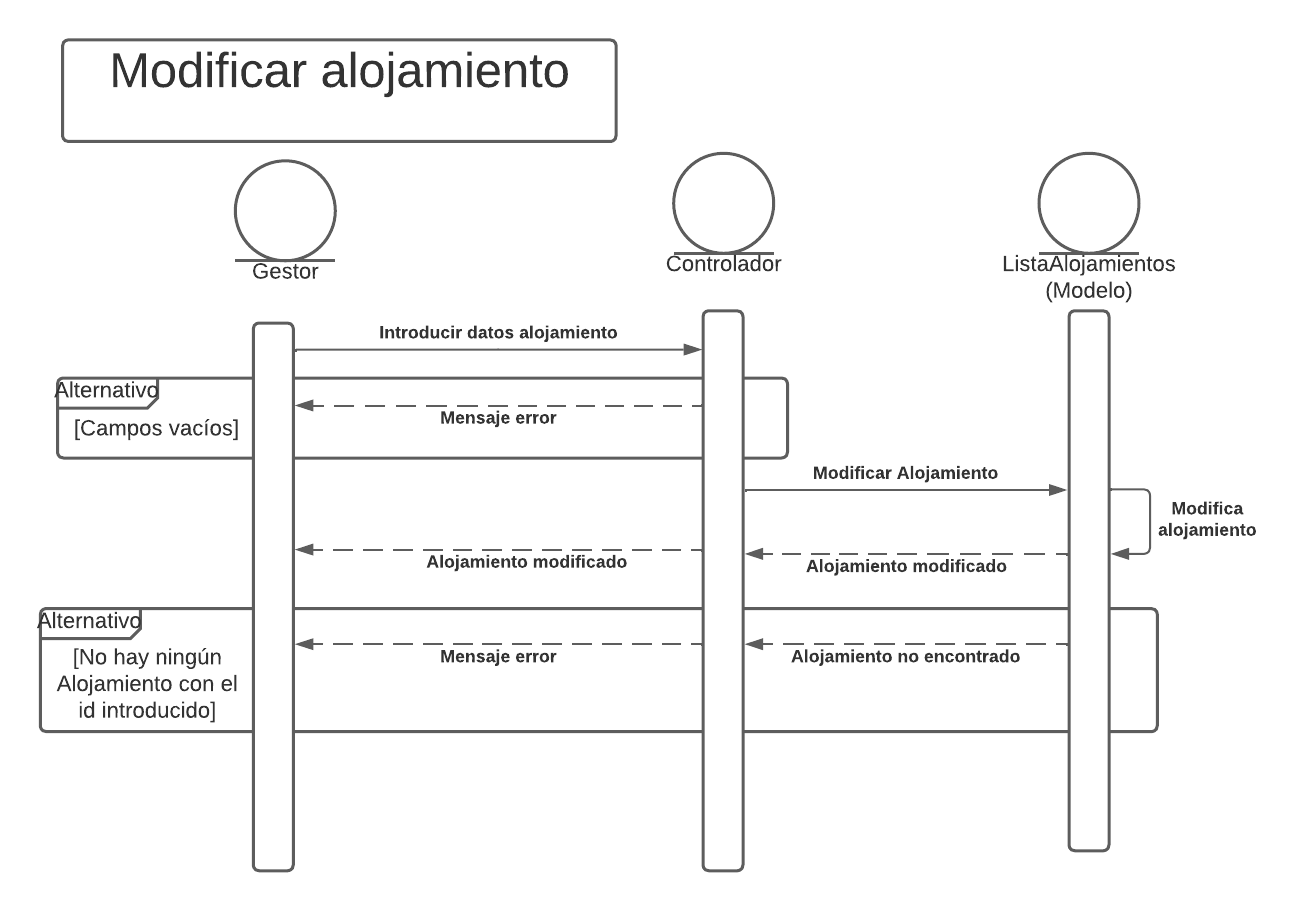 Modificar alojamiento
Gestor
Controlador
ListaAlojamientos
(Modelo)
Introducir datos alojamiento
Alternativo
[Campos vacíos]
Mensaje error
Modificar Alojamiento
Modifica
alojamiento
Alojamiento modificado
Alojamiento modificado
Alternativo
[No hay ningún
Alojamiento con el
id introducido]
Mensaje error
Alojamiento no encontrado